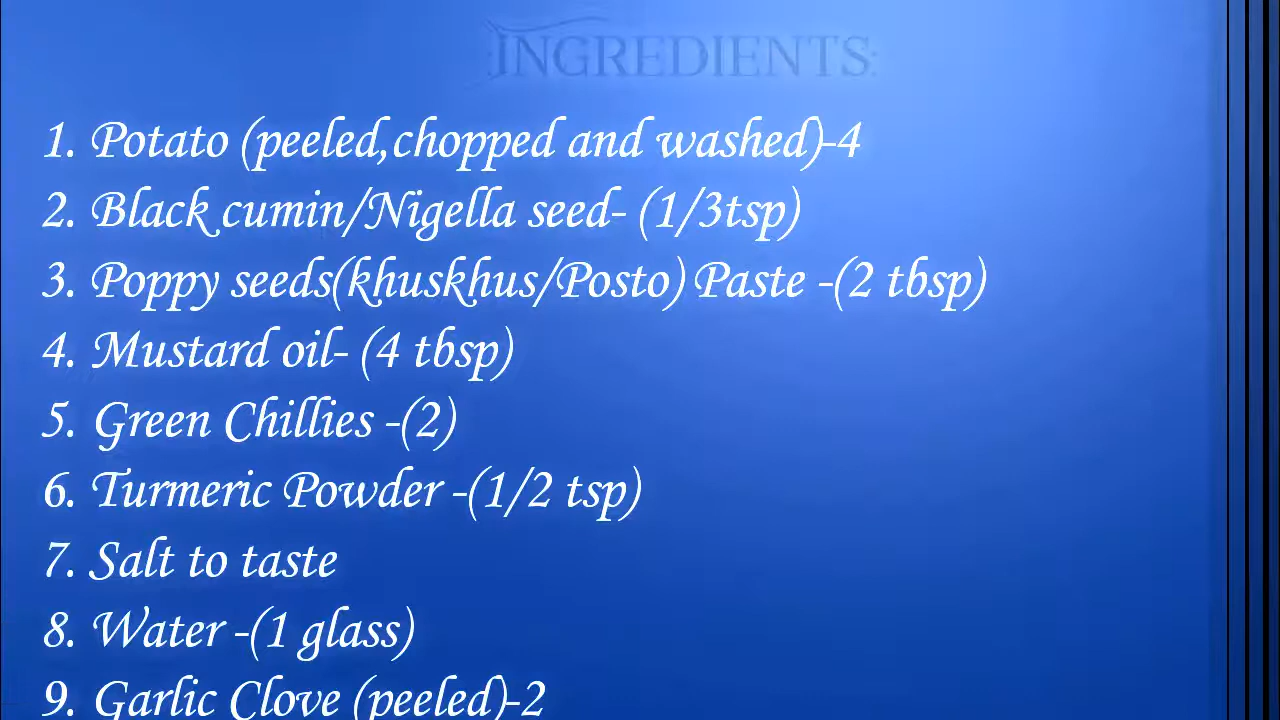 INGREDIENTS:
1. Potato (peeled,chopped and washed)-4
2. Black cumin/Nigella seed- (1/3tsp)
3. Poppy seeds(khuskhus/Posto) Paste -(2 tbsp)
4. Mustard oil- (4 tbsp)
5. Green Chillies -(2)
6. Turmeric Powder -(1/2 tsp)
7. Salt to taste
8. Water -(1 glass)
9. Garlic Clove (peeled)-2